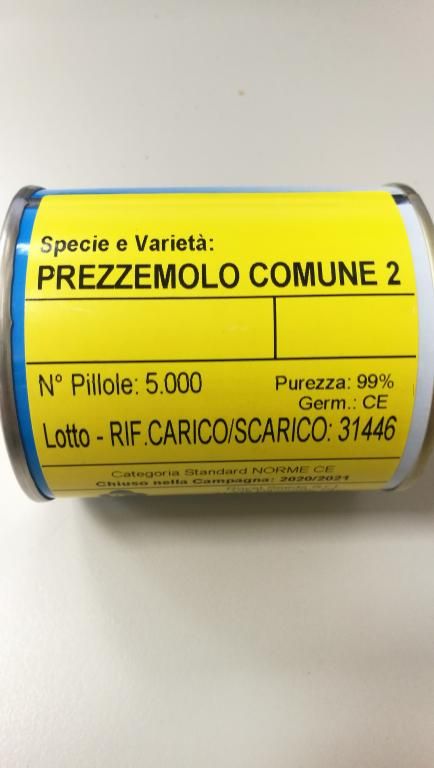 Specie e Varietà:
PREZZEMOLO COMUNE 2
N° Pillole: 5.000
Purezza: 99%
Germ.: CE
Lotto - RIF.CARICO/SCARICO: 31446
Categoria Standard NORME CE
Chiuso nella Campagna: 2020/2021